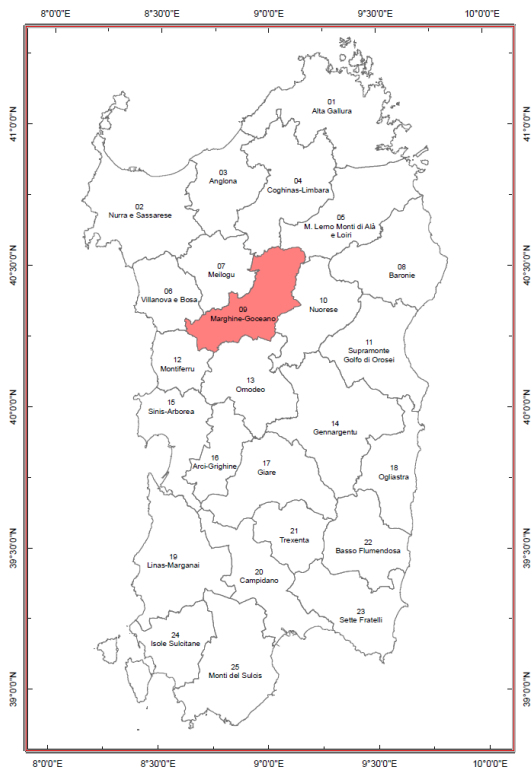 8°0'0"E 8°30'0"E 9°0'0"E 9°30'0"E 10°0'0"E
41°0'0"N
41°0'0"N
01
Alta Gallura
03
Anglona
04
Coghinas-Limbara
02
Nurra e Sassarese
05
M. Lerno Monti di Alà
e Loiri
40°30'0"N
40°30'0"N
07
Meilogu
08
Baronie
06
Villanova e Bosa
09
Marghine-Goceano
10
Nuorese
11
Supramonte
Golfo di Orosei
12
Montiferru
13
Omodeo
40°0'0"N
40°0'0"N
15
Sinis-Arborea
14
Gennargentu
16
Arci-Grighine
17
Giare
18
Ogliastra
39°30'0"N
39°30'0"N
21
Trexenta
22
Basso Flumendosa
19
Linas-Marganai
20
Campidano
23
Sette Fratelli
24
Isole Sulcitane
25
Monti del Sulois
39°0'0"N
39°0'0"N
8°0'0"E 8°30'0"E 9°0'0"E 9°30'0"E 10°0'0"E